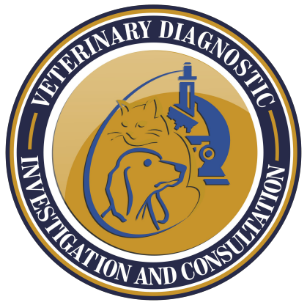 VETERINARY DIAGNOSTIC
INVESTIGATION AND CONSULTATION